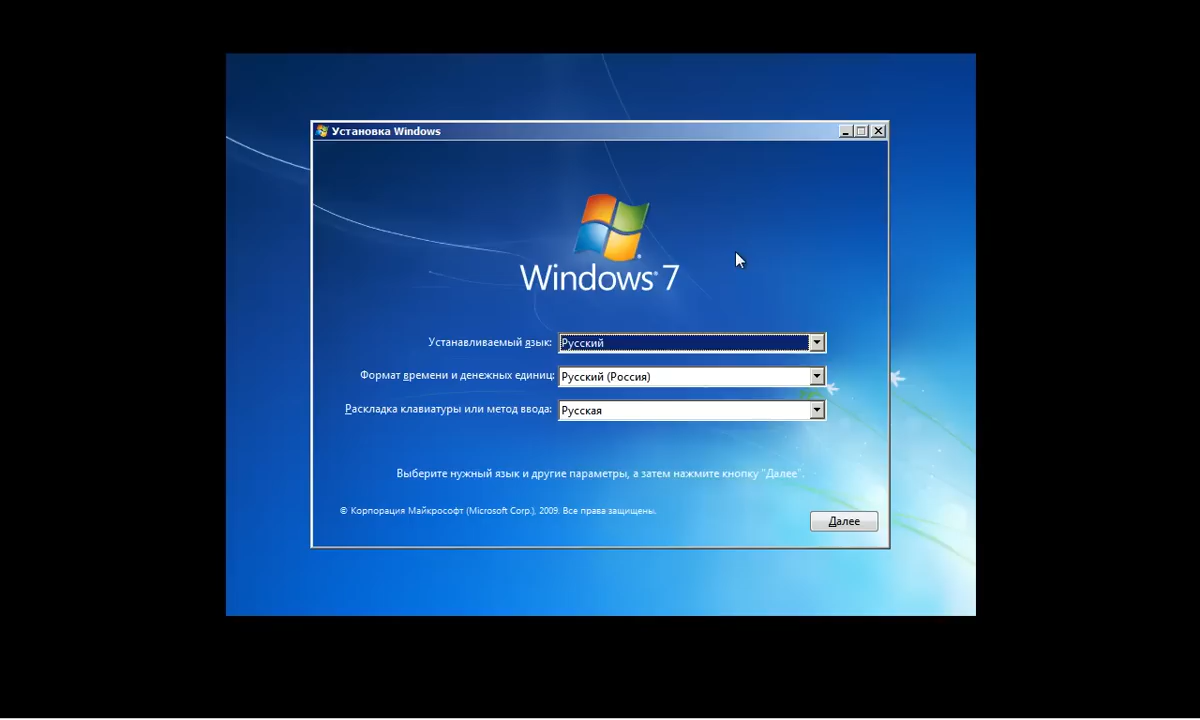 Установка Windows
Windows 7
Устанавливаемый язык: Русский
Формат времени и денежных единиц: Русский (Россия)
Раскладка клавиатуры или метод ввода: Русская
Выберите нужный язык и другие параметры, а затем нажмите кнопку "Далее".
© Корпорация Майкрософт (Microsoft Corp.), 2009. Все права защищены.
Далее